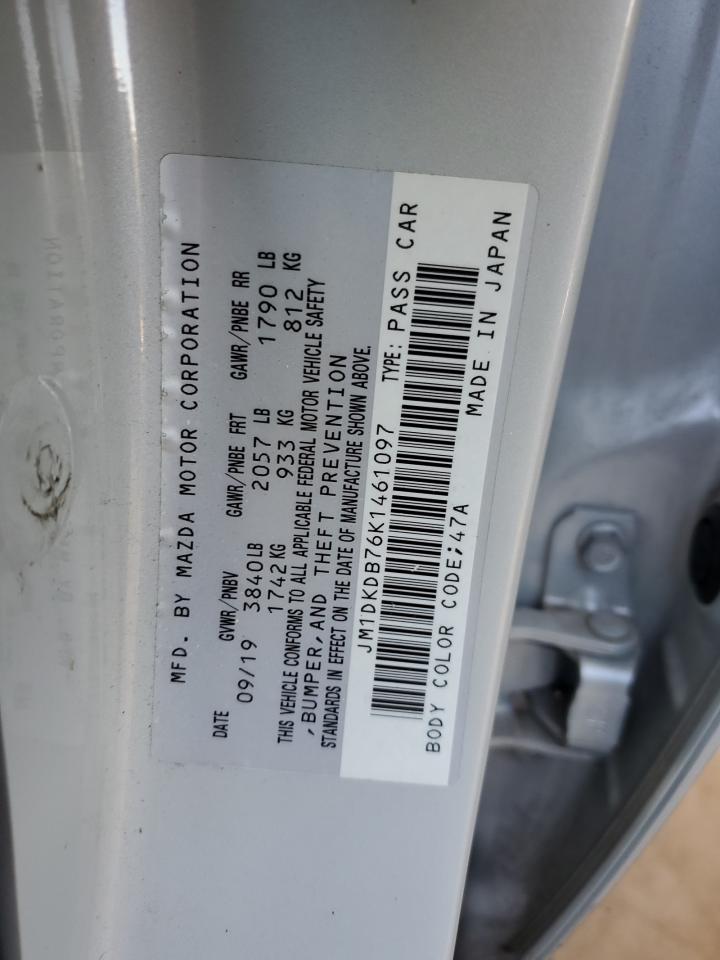 MFD. BY MAZDA MOTOR CORPORATION
DATE GVWR/PNBV GAWR/PNBE FRT GAWR/PNBE RR
09/19 3840LB 2057 LB 1790 LB
1742KG 933 KG 812 KG
THIS VEHICLE CONFORMS TO ALL APPLICABLE FEDERAL MOTOR VEHICLE SAFETY
,BUMPER,AND THEFT PREVENTION
STANDARDS IN EFFECT ON THE DATE OF MANUFACTURE SHOWN ABOVE.
JM1DKDB76K1461097 TYPE: PASS CAR
BODY COLOR CODE;47A MADE IN JAPAN